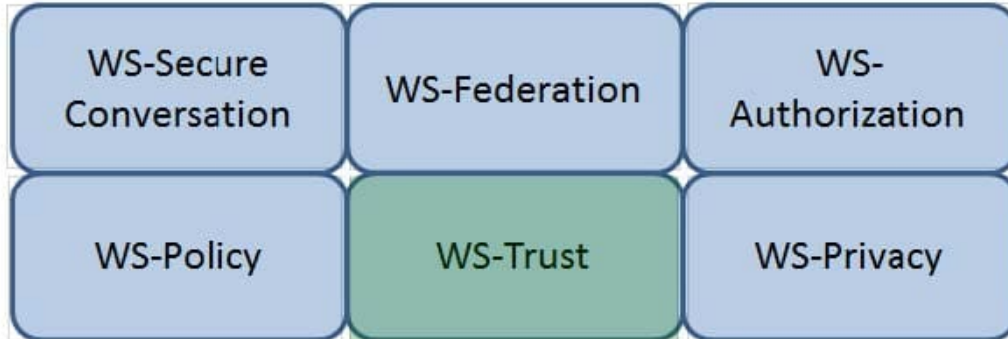 WS-Secure
Conversation
WS-Federation
WS-
Authorization
WS-Policy
WS-Trust
WS-Privacy